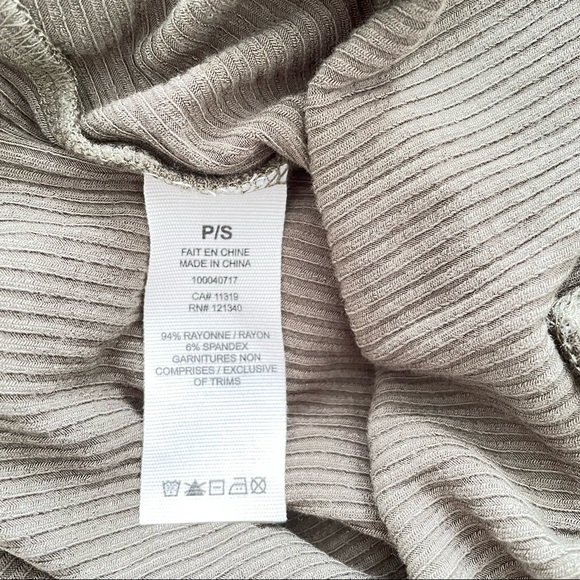 P/S
FAIT EN CHINE
MADE IN CHINA
100040717
CA# 11319
RN# 121340
94% RAYONNE / RAYON
6% SPANDEX
GARNITURES NON
COMPRISES / EXCLUSIVE
OF TRIMS